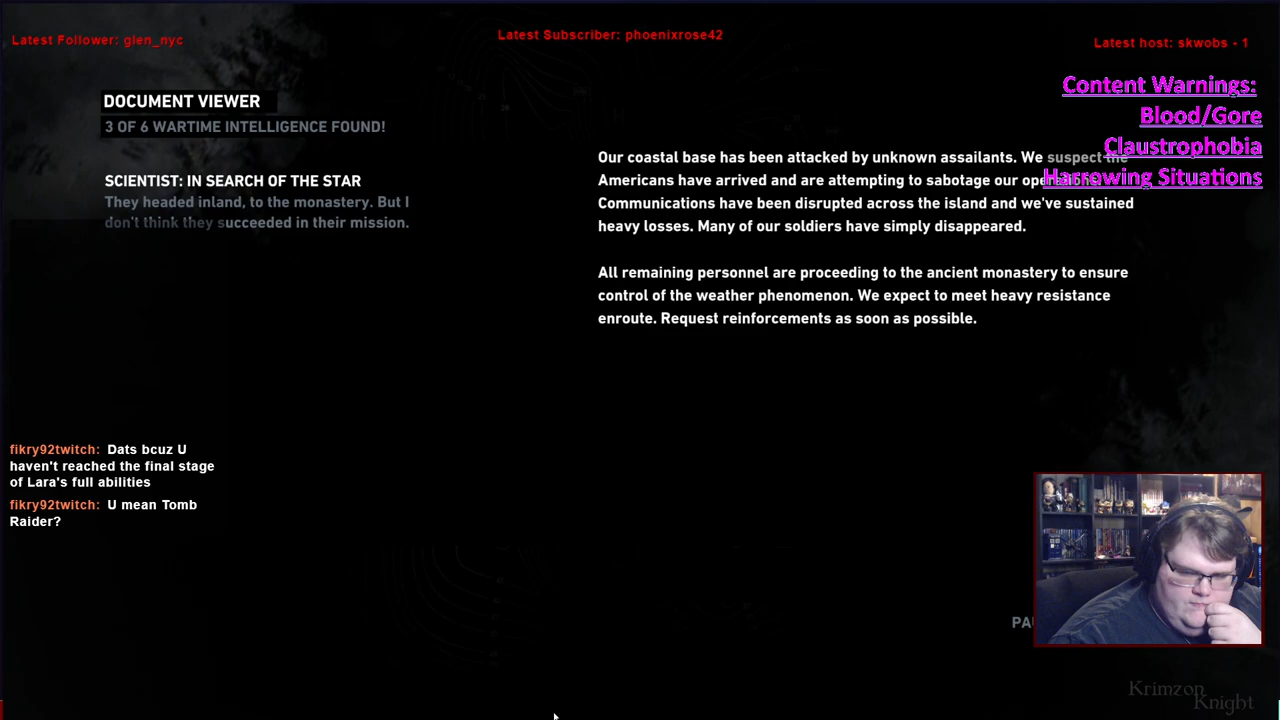 Latest Follower: glen_nyc
Latest Subscriber: phoenixrose42
Latest host: skwobs - 1
Content Warnings:
Blood/Gore
Claustrophobia
Harrowing Situations
DOCUMENT VIEWER
3 OF 6 WARTIME INTELLIGENCE FOUND!
SCIENTIST: IN SEARCH OF THE STAR
They headed inland, to the monastery. But I
don't think they succeeded in their mission.
Our coastal base has been attacked by unknown assailants. We suspect the
Americans have arrived and are attempting to sabotage our operations.
Communications have been disrupted across the island and we've sustained
heavy losses. Many of our soldiers have simply disappeared.
All remaining personnel are proceeding to the ancient monastery to ensure
control of the weather phenomenon. We expect to meet heavy resistance
enroute. Request reinforcements as soon as possible.
fikry92twitch: Dats bcuz U
haven't reached the final stage
of Lara's full abilities
fikry92twitch: U mean Tomb
Raider?
Krimzon
Knight